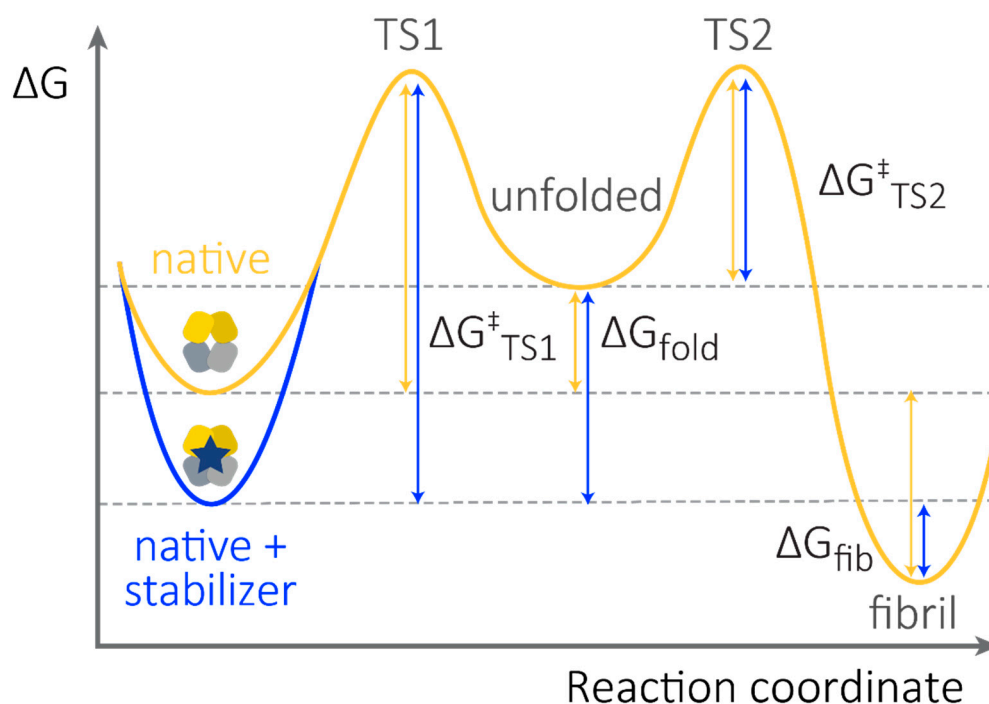 TS1
TS2
ΔG
unfolded
ΔG‡TS2
native
ΔG‡TS1
ΔGfold
native +
stabilizer
ΔGfib
fibril
Reaction coordinate